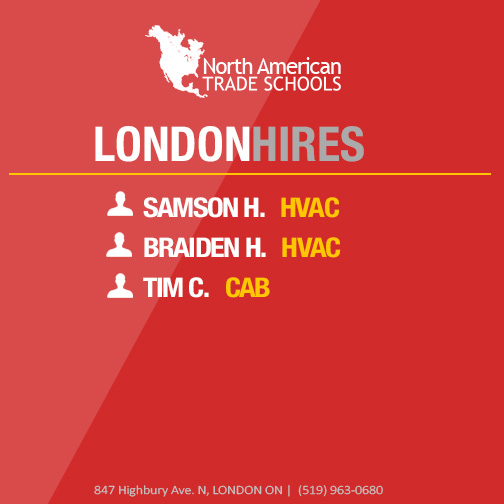 North American
TRADE SCHOOLS
LONDONHIRES
SAMSON H. HVAC
BRAIDEN H. HVAC
TIM C. CAB
847 Highbury Ave. N, LONDON ON | (519) 963-0680